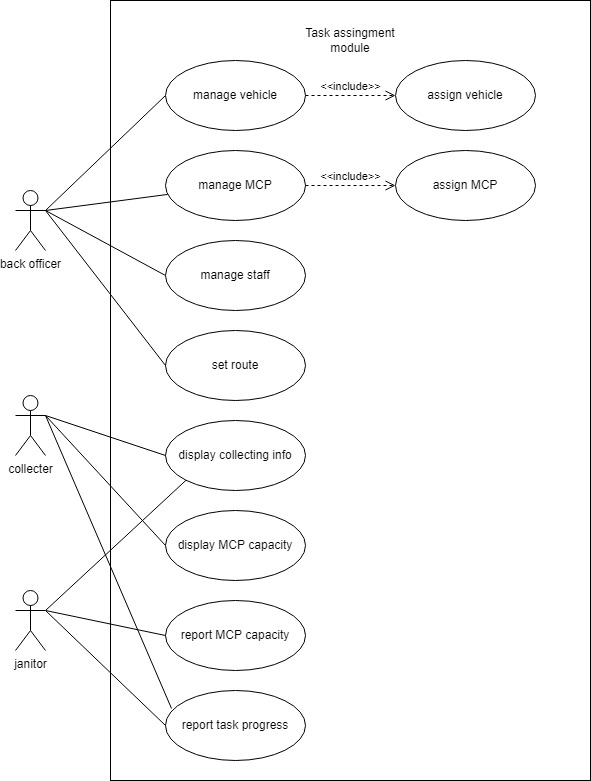 Task assingment
module
manage vehicle
<<include>>
assign vehicle
manage MCP
<<include>>
assign MCP
back officer
manage staff
set route
collecter
display collecting info
display MCP capacity
janitor
report MCP capacity
report task progress